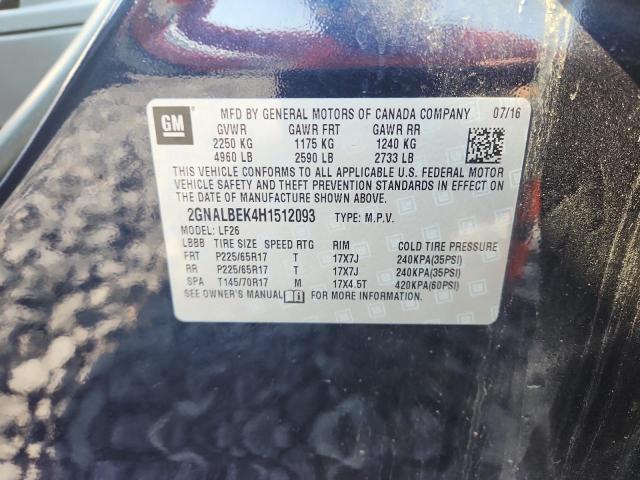 GM
MFD BY GENERAL MOTORS OF CANADA COMPANY 07/16
GVWR GAWR FRT GAWR RR
2250 KG 1175 KG 1240 KG
4960 LB 2590 LB 2733 LB
THIS VEHICLE CONFORMS TO ALL APPLICABLE U.S. FEDERAL MOTOR
VEHICLE SAFETY AND THEFT PREVENTION STANDARDS IN EFFECT ON
THE DATE OF MANUFACTURE SHOWN ABOVE.
2GNALBEK4H1512093 TYPE: M.P.V.
MODEL: LF26
LBBB TIRE SIZE SPEED RTG RIM COLD TIRE PRESSURE
FRT P225/65R17 T 17X7J 240KPA(35PSI)
RR P225/65R17 T 17X7J 240KPA(35PSI)
SPA T145/70R17 M 17X4.5T 420KPA(60PSI)
SEE OWNER'S MANUAL FOR MORE INFORMATION.